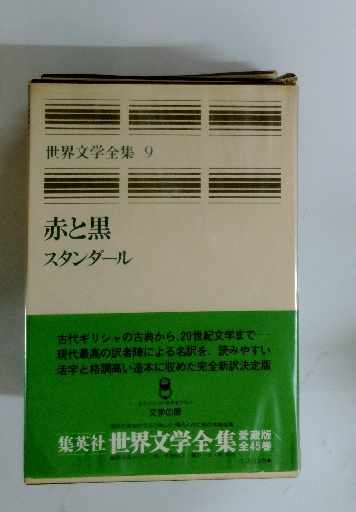 世界文学全集 9
赤と黒
スタンダール
古代ギリシャの古典から、20世紀文学まで──
現代最高の訳者陣による名訳を、読みやすい
活字と格調高い造本に収めた完全新訳決定版
文学の扉
集英社 世界文学全集 愛蔵版 全45巻